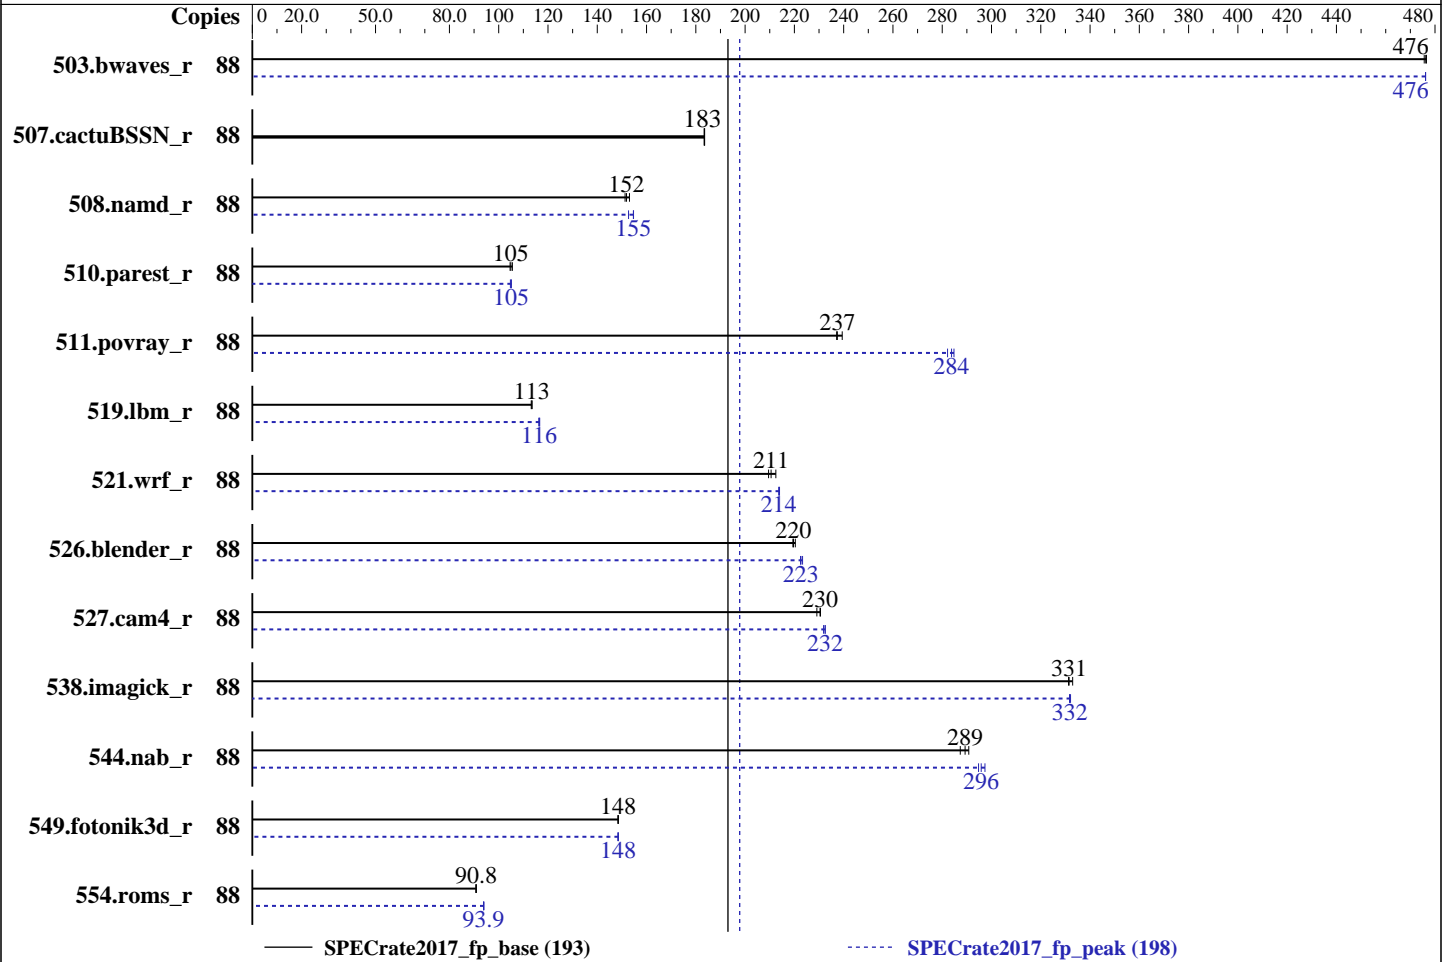 Copies 0 20.0 50.0 80.0 100 120 140 160 180 200 220 240 260 280 300 320 340 360 380 400 420 440 480
476
503.bwaves_r 88
476
183
507.cactuBSSN_r 88
152
508.namd_r 88
155
105
510.parest_r 88
105
237
511.povray_r 88
284
113
519.lbm_r 88
116
211
521.wrf_r 88
214
220
526.blender_r 88
223
230
527.cam4_r 88
232
331
538.imagick_r 88
332
289
544.nab_r 88
296
148
549.fotonik3d_r 88
148
90.8
554.roms_r 88
93.9
SPECrate2017_fp_base (193) SPECrate2017_fp_peak (198)